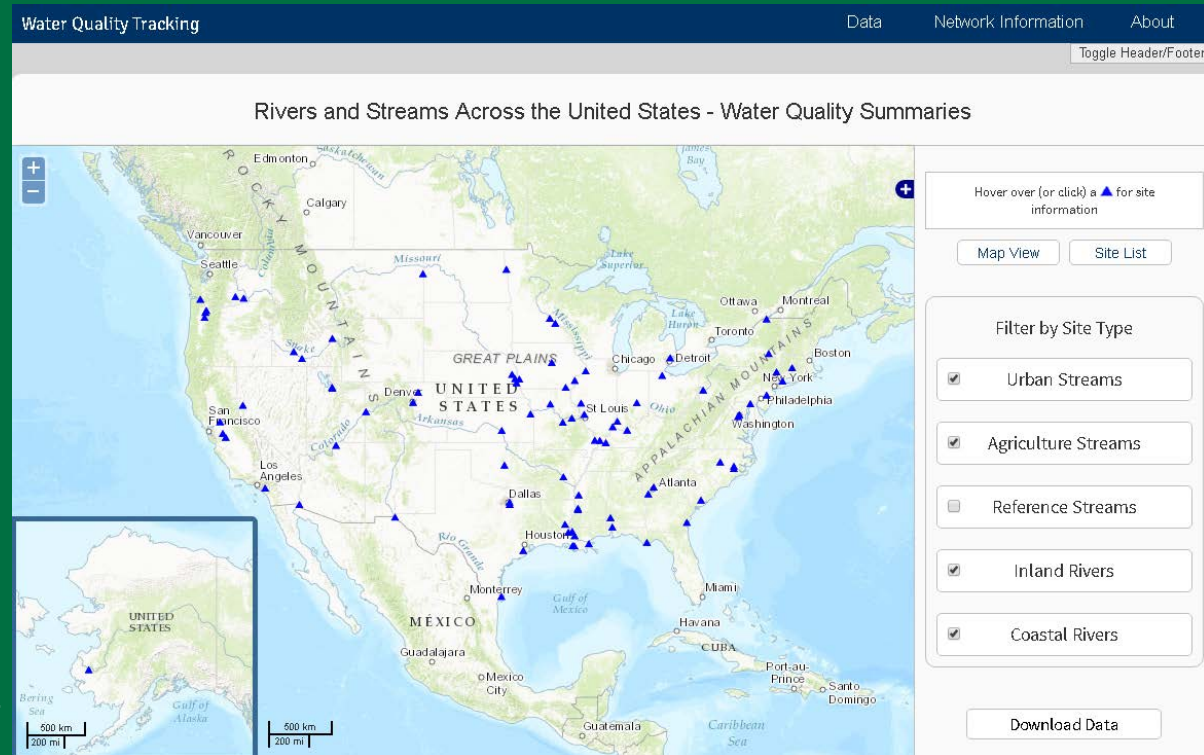 Water Quality Tracking
Data
Network Information
About
Toggle Header/Footer
Rivers and Streams Across the United States - Water Quality Summaries
+
−
Edmonton
Saskatchewan
James
Bay
ROCKY MOUNTAINS
Calgary
Vancouver
Columbia
Seattle
Missouri
Lake
Superior
Ottawa
Montreal
Mississippi
Lake
Huron
Toronto
Snake
GREAT PLAINS
Chicago
Detroit
Boston
New York
Denver
UNITED
STATES
St Louis
Ohio
APPALACHIAN MOUNTAINS
Philadelphia
Washington
San
Francisco
Colorado
Arkansas
Los
Angeles
Atlanta
Dallas
Houston
Rio Grande
Monterrey
Gulf of
Mexico
Miami
MÉXICO
Havana
CUBA
Guadalajara
Mexico
City
Port-au-
Prince
Santo
Domingo
Guatemala
Caribbean
Sea
500 km
200 mi
UNITED
STATES
Bering
Sea
Gulf of
Alaska
500 km
200 mi
+
Hover over (or click) a ▲ for site
information
Map View
Site List
Filter by Site Type
Urban Streams
Agriculture Streams
Reference Streams
Inland Rivers
Coastal Rivers
Download Data